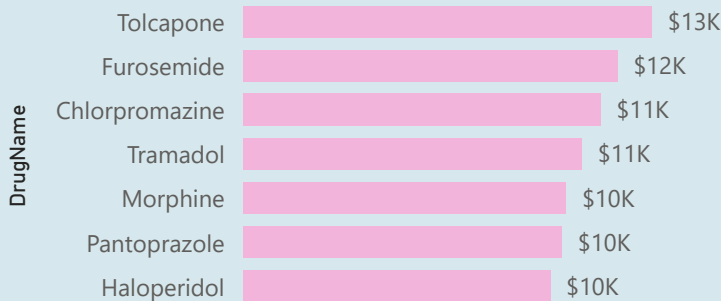 DrugName
Tolcapone $13K
Furosemide $12K
Chlorpromazine $11K
Tramadol $11K
Morphine $10K
Pantoprazole $10K
Haloperidol $10K